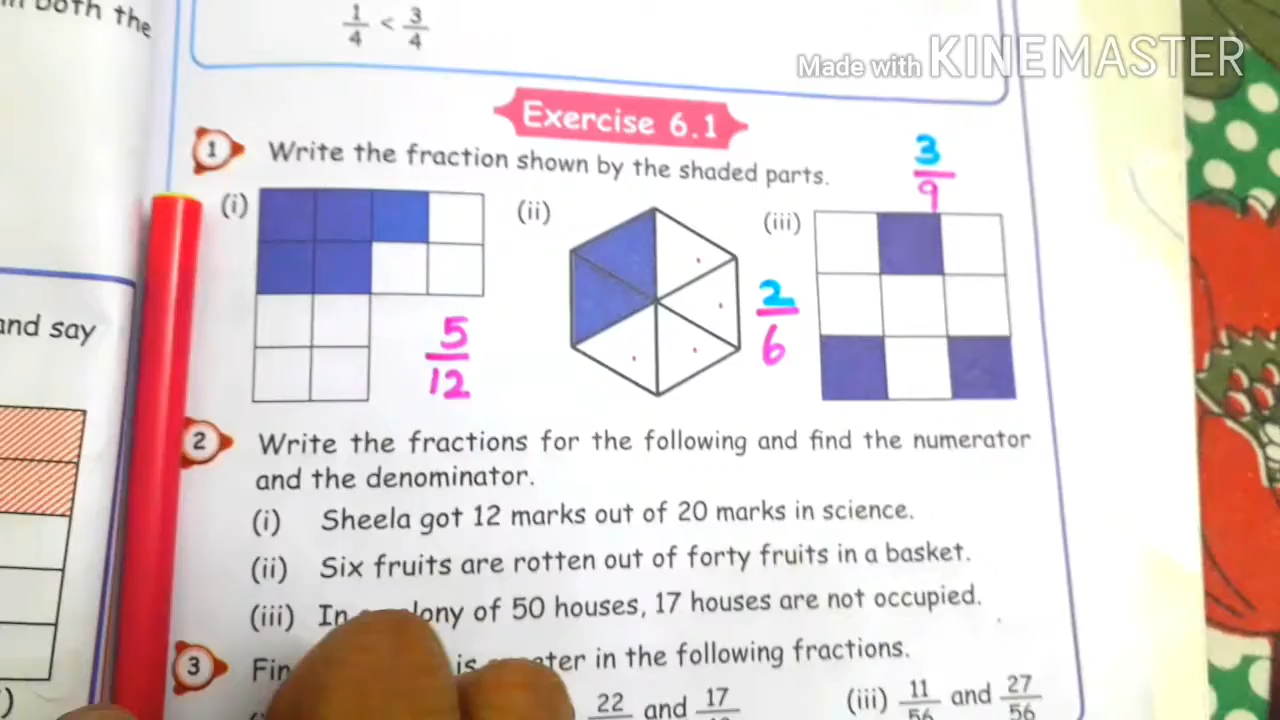 in both the
1/4 < 3/4
Made with KINEMASTER
Exercise 6.1
1 Write the fraction shown by the shaded parts.
3/9
(i) (ii) (iii)
5/12
2/6
and say
2 Write the fractions for the following and find the numerator
and the denominator.
(i) Sheela got 12 marks out of 20 marks in science.
(ii) Six fruits are rotten out of forty fruits in a basket.
(iii) In of 50 houses, 17 houses are not occupied.
3 is in the following fractions.
22 and 17
(iii) 11/56 and 27/56